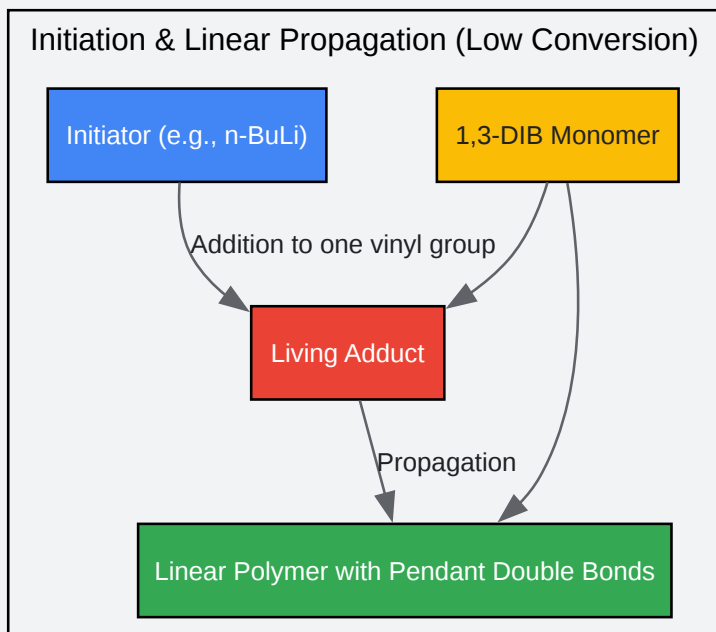 Initiation & Linear Propagation (Low Conversion)
Initiator (e.g., n-BuLi)
1,3-DIB Monomer
Addition to one vinyl group
Living Adduct
Propagation
Linear Polymer with Pendant Double Bonds